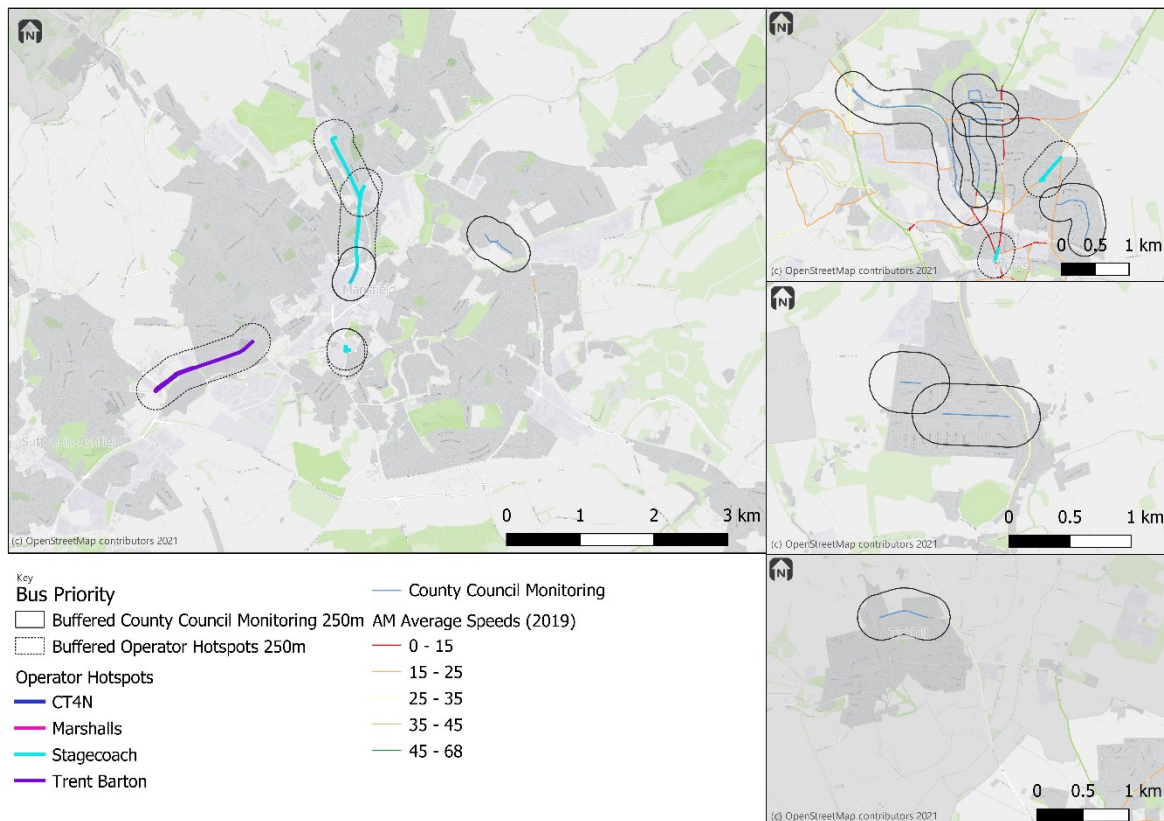 N
Mansfield
Sutton-in-Ashfield
0 1 2 3 km
(c) OpenStreetMap contributors 2021
N
0 0.5 1 km
(c) OpenStreetMap contributors 2021
N
0 0.5 1 km
(c) OpenStreetMap contributors 2021
N
0 0.5 1 km
(c) OpenStreetMap contributors 2021
Key
Bus Priority
Buffered County Council Monitoring 250m
Buffered Operator Hotspots 250m
Operator Hotspots
CT4N
Marshalls
Stagecoach
Trent Barton
County Council Monitoring
AM Average Speeds (2019)
0 - 15
15 - 25
25 - 35
35 - 45
45 - 68